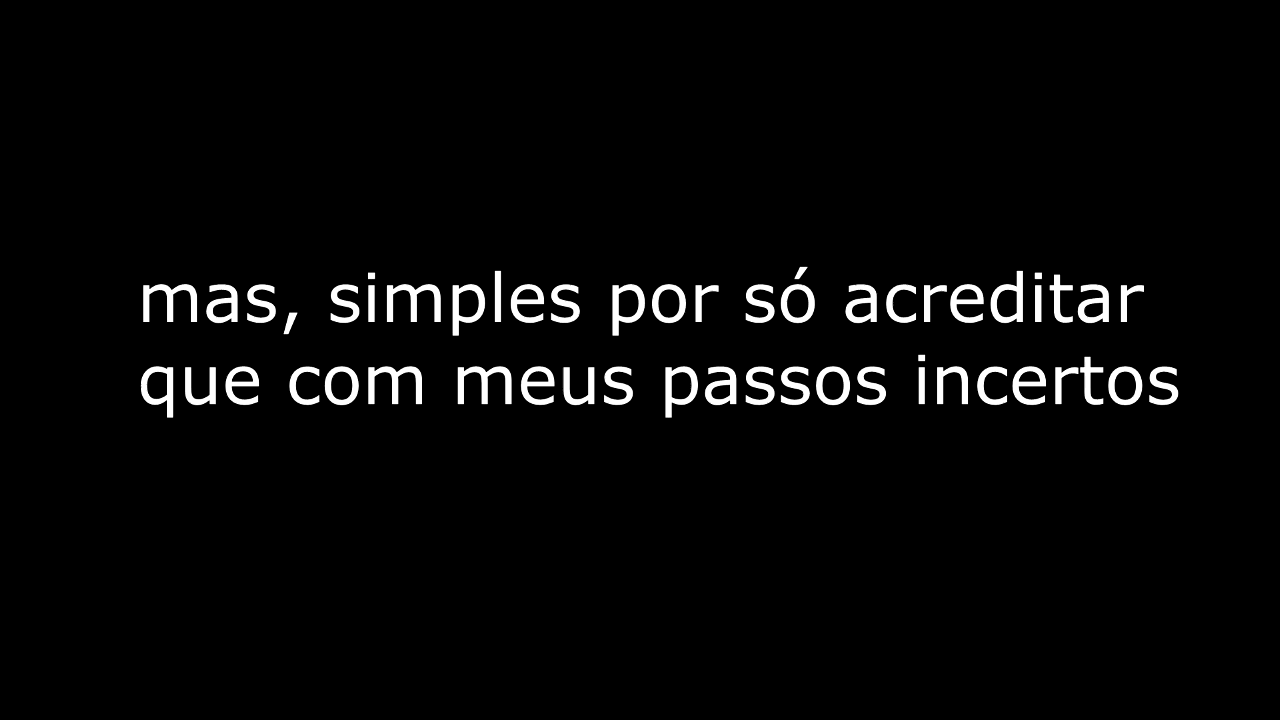 mas, simples por só acreditar
que com meus passos incertos